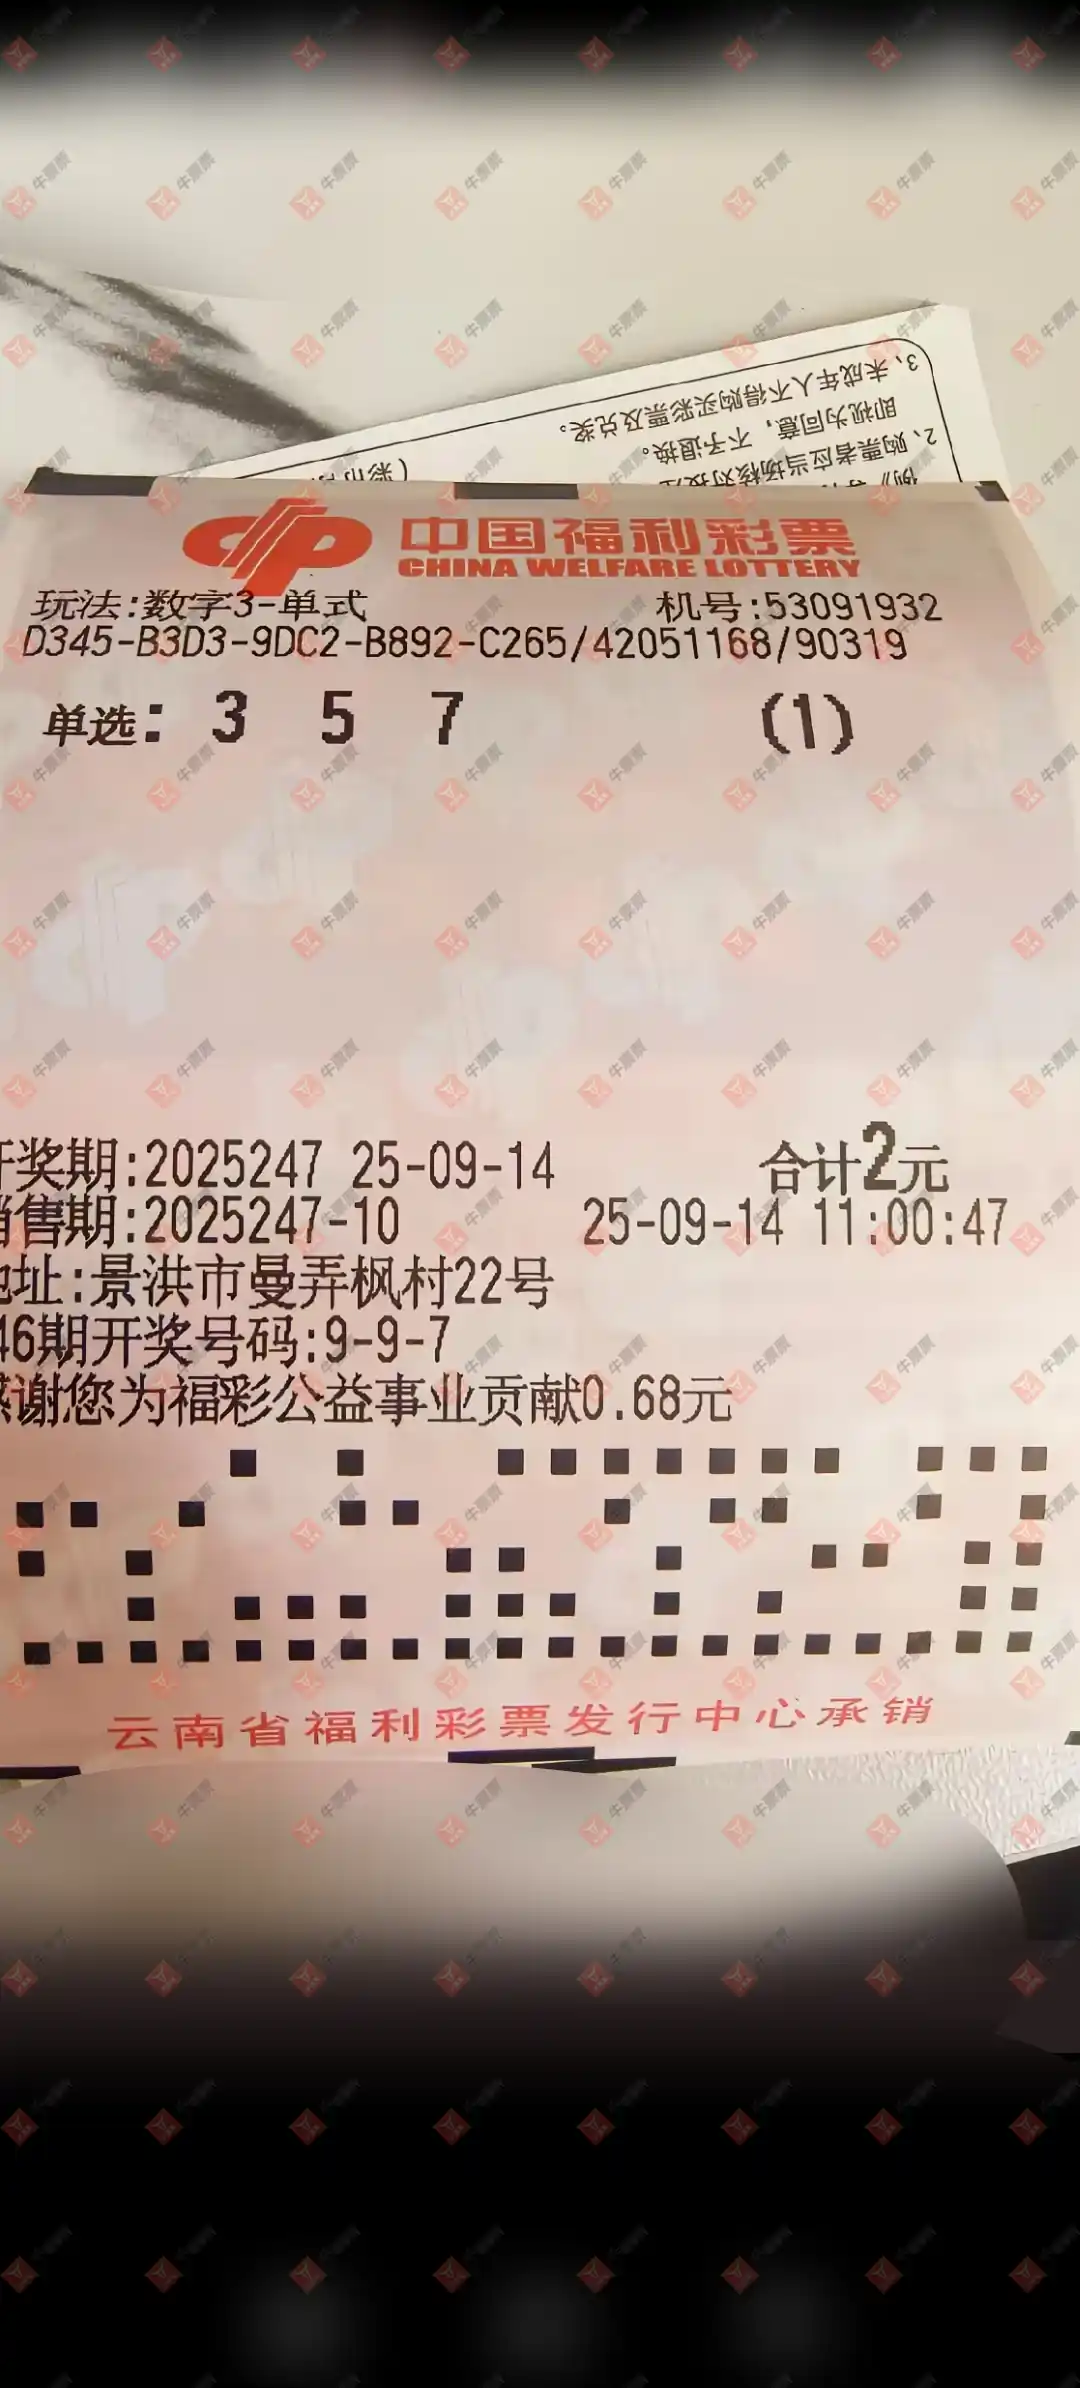 3、未成年人不得购买彩票及兑奖。
即视为同意，不予退换。
2、购票者应当场核对投注
中国福利彩票
CHINA WELFARE LOTTERY
玩法:数字3-单式 机号:53091932
D345-B3D3-9DC2-B892-C265/42051168/90319
单选: 3 5 7 (1)
开奖期:2025247 25-09-14 合计2元
销售期:2025247-10 25-09-14 11:00:47
地址:景洪市曼弄枫村22号
46期开奖号码:9-9-7
感谢您为福彩公益事业贡献0.68元
云南省福利彩票发行中心承销
牛票票